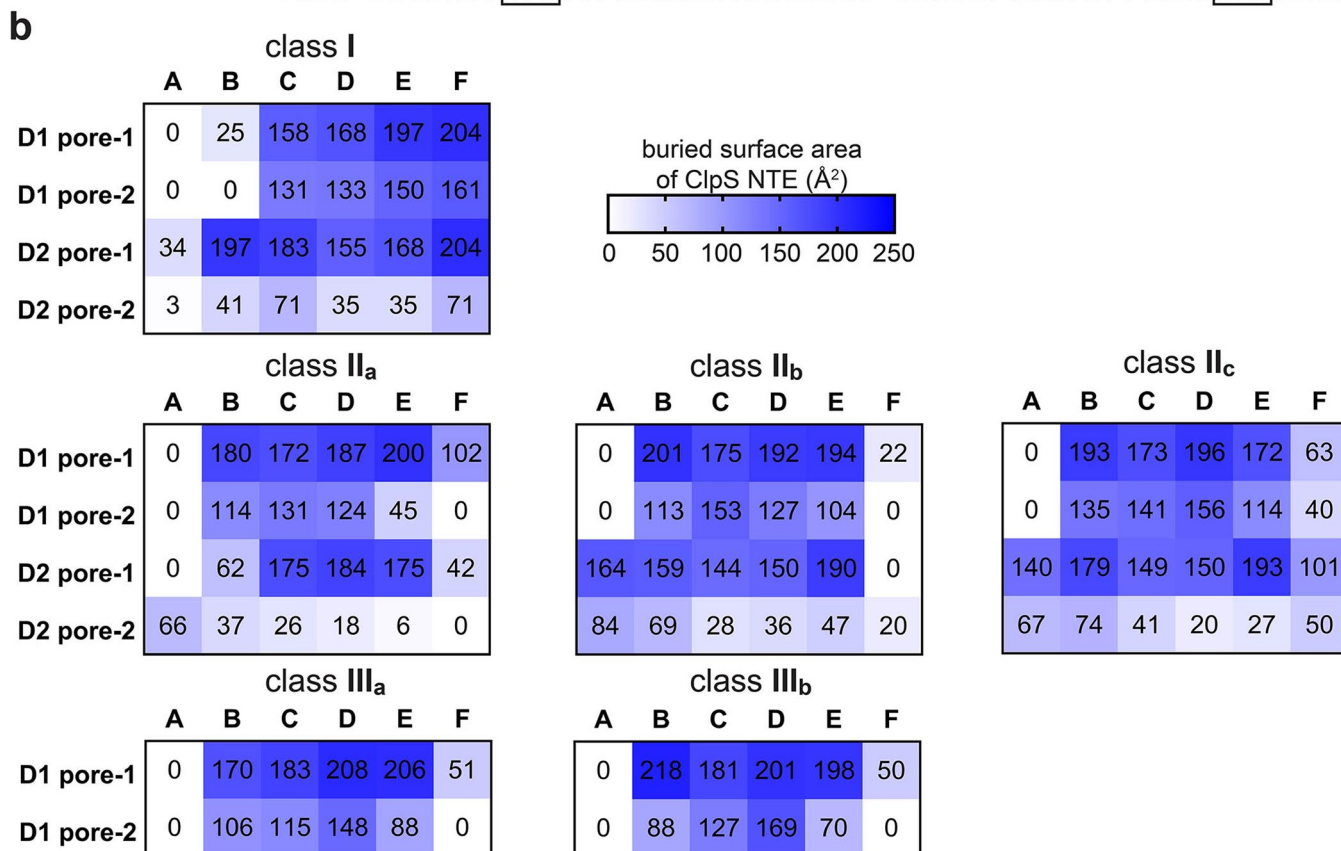 b
class I
A B C D E F
D1 pore-1 0 25 158 168 197 204
D1 pore-2 0 0 131 133 150 161
D2 pore-1 34 197 183 155 168 204
D2 pore-2 3 41 71 35 35 71
buried surface area
of ClpS NTE (Å²)
0 50 100 150 200 250
class IIa class IIb class IIc
A B C D E F A B C D E F A B C D E F
D1 pore-1 0 180 172 187 200 102 0 201 175 192 194 22 0 193 173 196 172 63
D1 pore-2 0 114 131 124 45 0 0 113 153 127 104 0 0 135 141 156 114 40
D2 pore-1 0 62 175 184 175 42 164 159 144 150 190 0 140 179 149 150 193 101
D2 pore-2 66 37 26 18 6 0 84 69 28 36 47 20 67 74 41 20 27 50
class IIIa class IIIb
A B C D E F A B C D E F
D1 pore-1 0 170 183 208 206 51 0 218 181 201 198 50
D1 pore-2 0 106 115 148 88 0 0 88 127 169 70 0